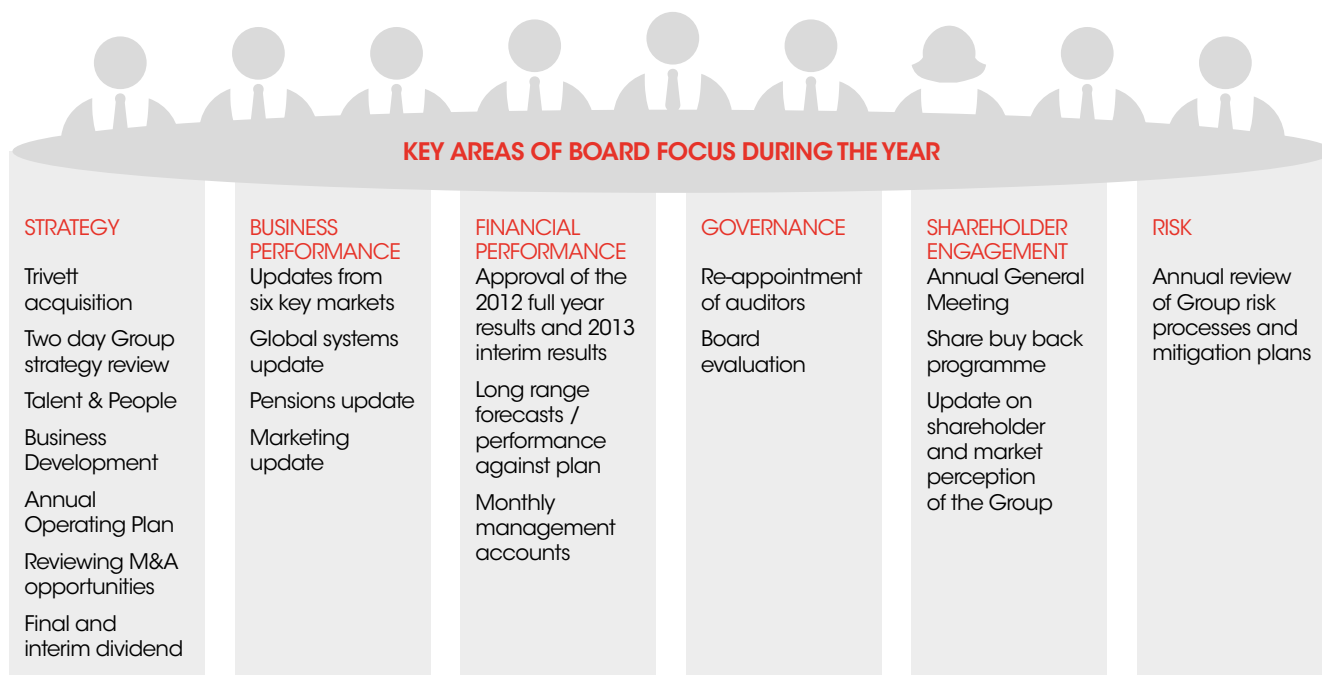 KEY AREAS OF BOARD FOCUS DURING THE YEAR
STRATEGY
Trivett
acquisition
Two day Group
strategy review
Talent & People
Business
Development
Annual
Operating Plan
Reviewing M&A
opportunities
Final and
interim dividend
BUSINESS
PERFORMANCE
Updates from
six key markets
Global systems
update
Pensions update
Marketing
update
FINANCIAL
PERFORMANCE
Approval of the
2012 full year
results and 2013
interim results
Long range
forecasts /
performance
against plan
Monthly
management
accounts
GOVERNANCE
Re-appointment
of auditors
Board
evaluation
SHAREHOLDER
ENGAGEMENT
Annual General
Meeting
Share buy back
programme
Update on
shareholder
and market
perception
of the Group
RISK
Annual review
of Group risk
processes and
mitigation plans